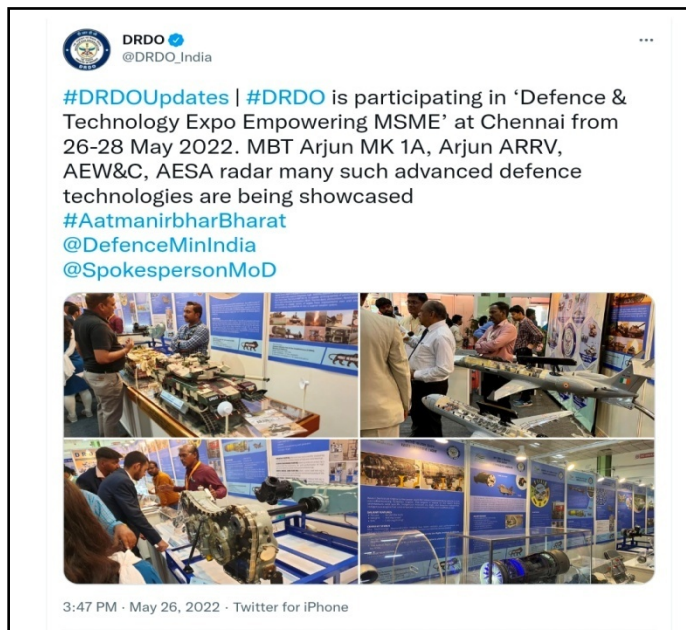 DRDO
@DRDO_India
#DRDOUpdates | #DRDO is participating in ‘Defence &
Technology Expo Empowering MSME’ at Chennai from
26-28 May 2022. MBT Arjun MK 1A, Arjun ARRV,
AEW&C, AESA radar many such advanced defence
technologies are being showcased
#AatmanirbharBharat
@DefenceMinIndia
@SpokespersonMoD
3:47 PM · May 26, 2022 · Twitter for iPhone